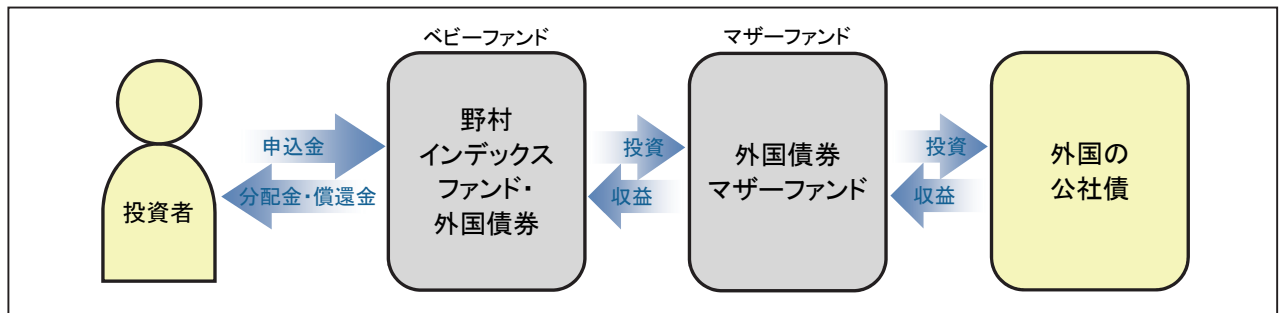 ベビーファンド
マザーファンド
投資者
申込金
分配金・償還金
野村
インデックス
ファンド・
外国債券
投資
収益
外国債券
マザーファンド
投資
収益
外国の
公社債